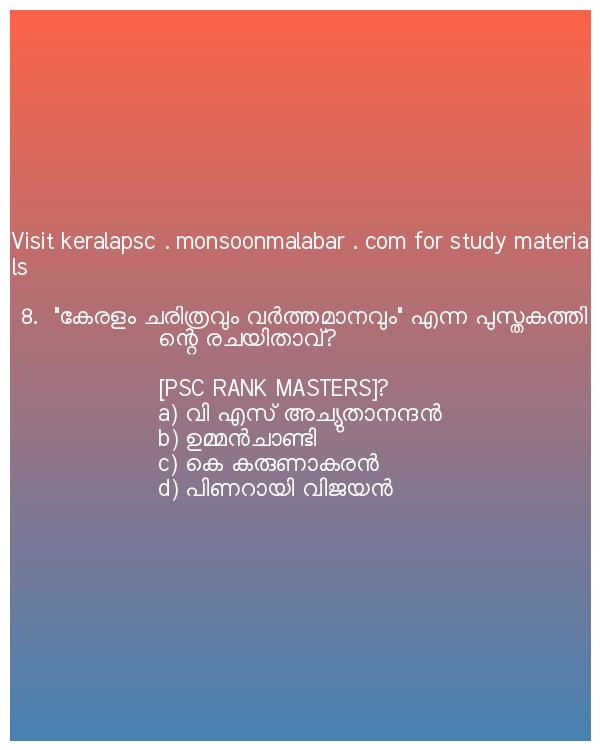 Visit keralapsc . monsoonmalabar . com for study materia
ls
8. "കേരളം ചരിത്രവും വർത്തമാനവും" എന്ന പുസ്തകത്തി
ന്റെ രചയിതാവ്?
[PSC RANK MASTERS]?
a) വി എസ് അച്യുതാനന്ദൻ
b) ഉമ്മൻചാണ്ടി
c) കെ കരുണാകരൻ
d) പിണറായി വിജയൻ